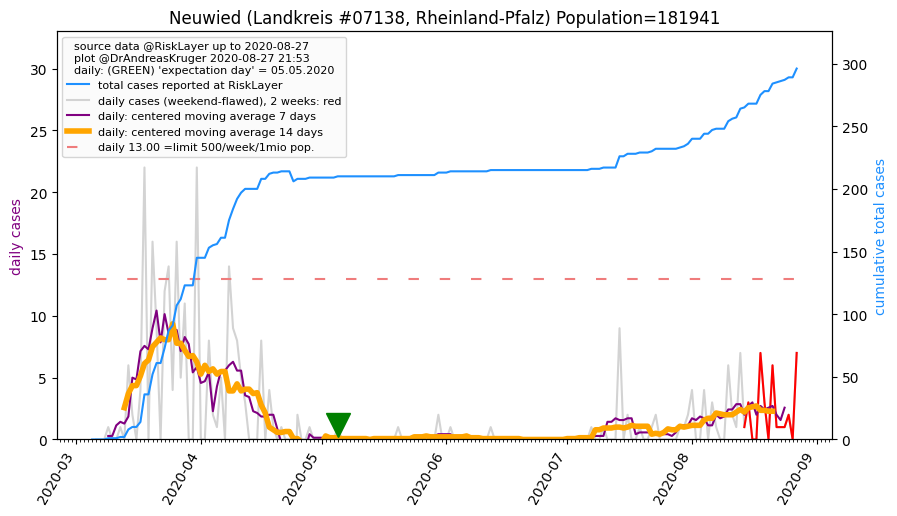 Neuwied (Landkreis #07138, Rheinland-Pfalz) Population=181941
source data @RiskLayer up to 2020-08-27
plot @DrAndreasKruger 2020-08-27 21:53
daily: (GREEN) 'expectation day' = 05.05.2020
total cases reported at RiskLayer
daily cases (weekend-flawed), 2 weeks: red
daily: centered moving average 7 days
daily: centered moving average 14 days
daily 13.00 =limit 500/week/1mio pop.
daily cases
30
25
20
15
10
5
0
cumulative total cases
300
250
200
150
100
50
0
2020-03
2020-04
2020-05
2020-06
2020-07
2020-08
2020-09